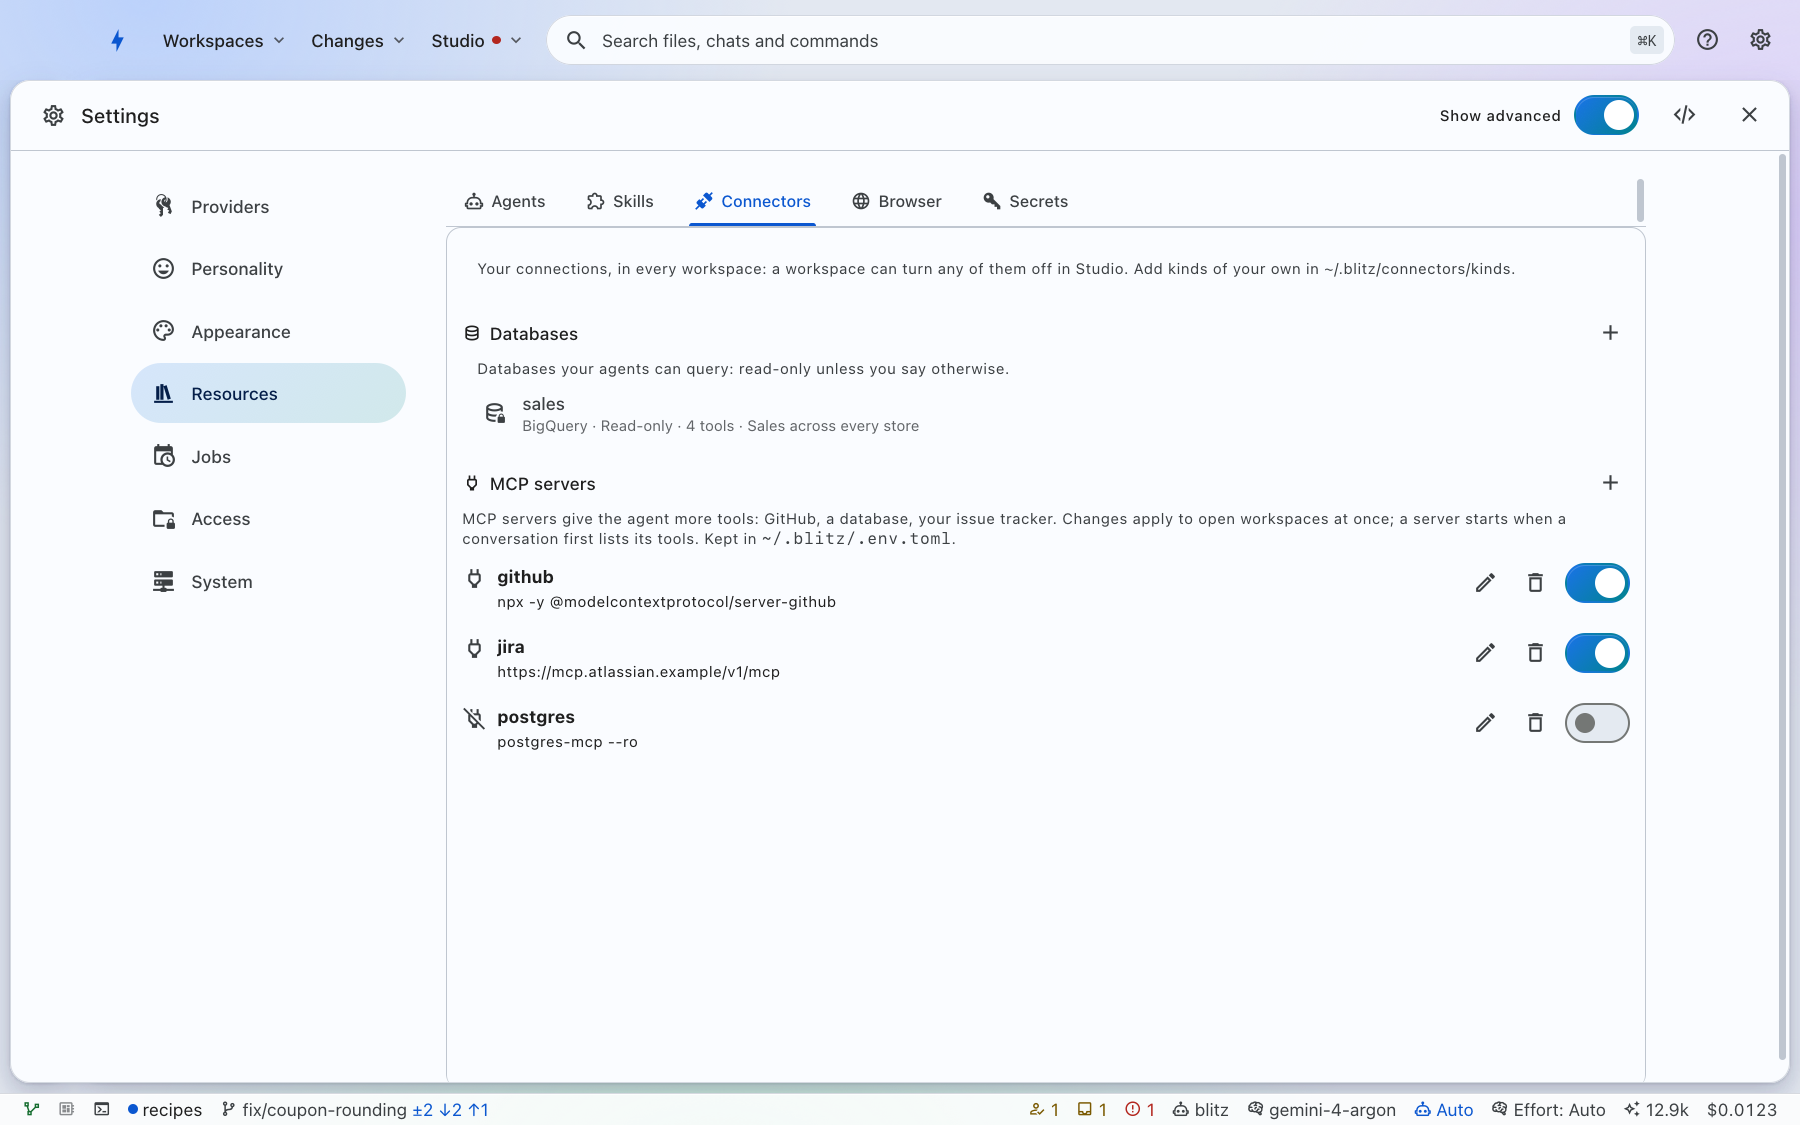 Workspaces
Changes
Studio
Search files, chats and commands
⌘K
Settings
Show advanced
Providers
Personality
Appearance
Resources
Jobs
Access
System
Agents
Skills
Connectors
Browser
Secrets
Your connections, in every workspace: a workspace can turn any of them off in Studio. Add kinds of your own in ~/.blitz/connectors/kinds.
Databases
Databases your agents can query: read-only unless you say otherwise.
sales
BigQuery · Read-only · 4 tools · Sales across every store
MCP servers
MCP servers give the agent more tools: GitHub, a database, your issue tracker. Changes apply to open workspaces at once; a server starts when a
conversation first lists its tools. Kept in ~/.blitz/.env.toml.
github
npx -y @modelcontextprotocol/server-github
jira
https://mcp.atlassian.example/v1/mcp
postgres
postgres-mcp --ro
recipes
fix/coupon-rounding ±2 ↓2 ↑1
1
1
1
blitz
gemini-4-argon
Auto
Effort: Auto
12.9k
$0.0123